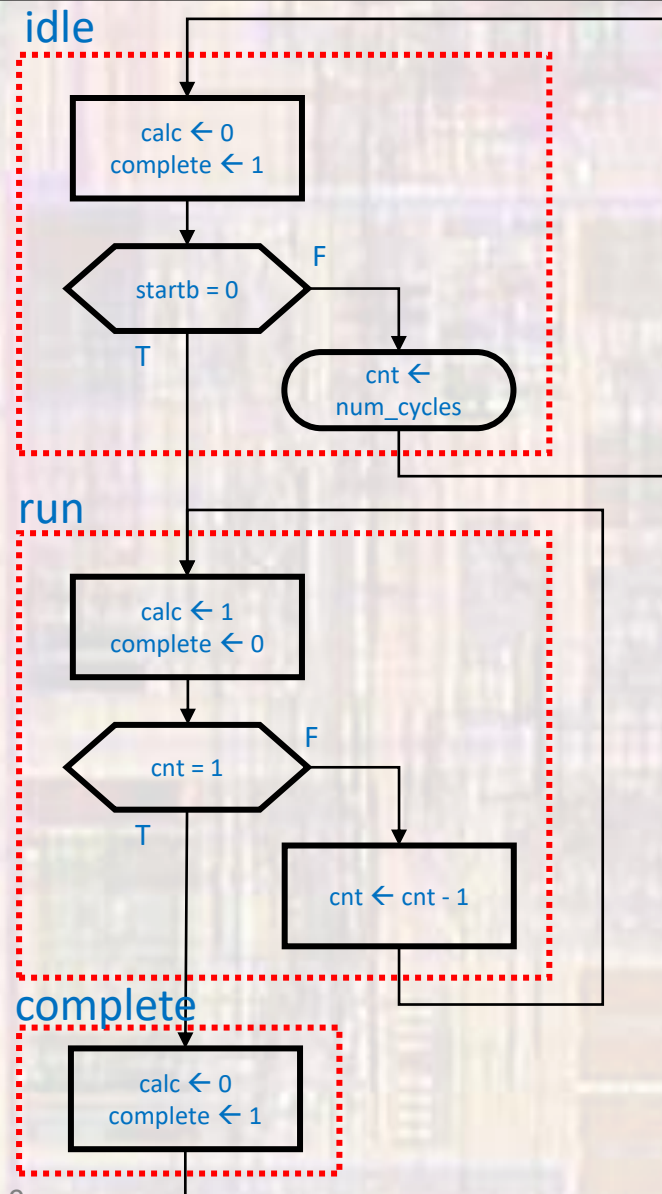 idle
calc ← 0
complete ← 1
startb = 0
F
T
cnt ←
num_cycles
run
calc ← 1
complete ← 0
cnt = 1
F
T
cnt ← cnt - 1
complete
calc ← 0
complete ← 1